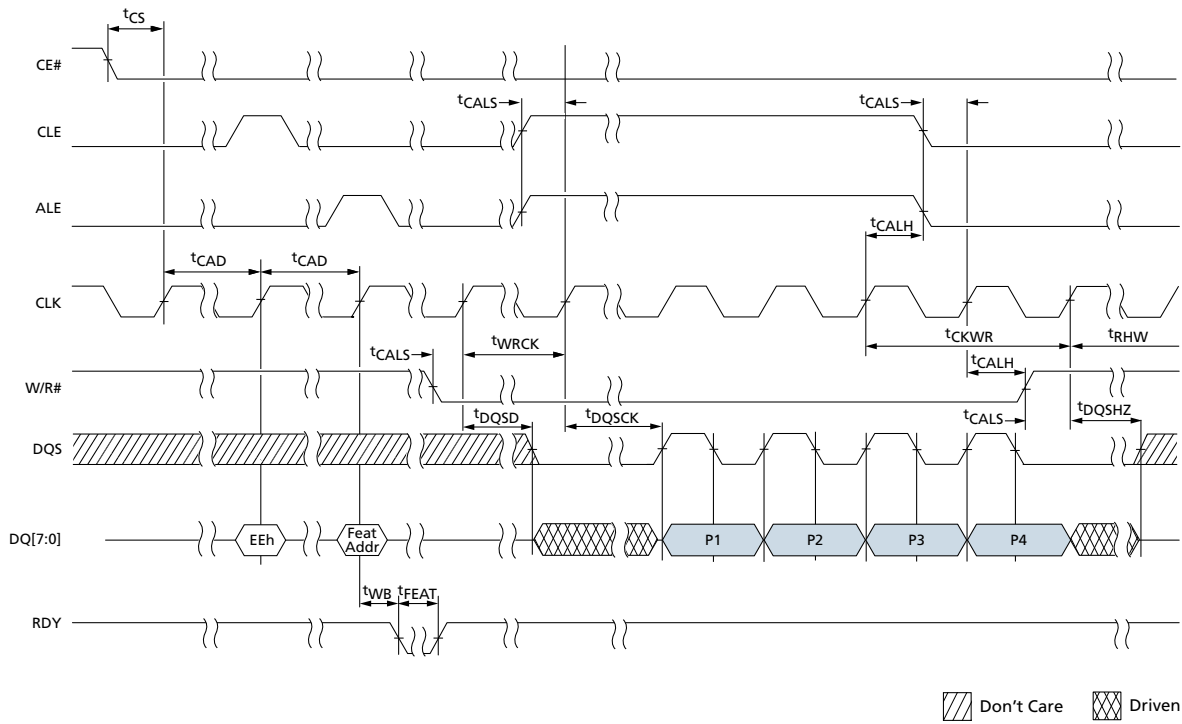 tCS
CE#
tCALS
tCALS
CLE
ALE
tCALH
tCAD
tCAD
CLK
tWRCK
tCKWR
tRHW
tCALS
tCALH
W/R#
tDQSD
tDQSCK
tCALS
tDQSHZ
DQS
DQ[7:0]
EEh
Feat
Addr
P1
P2
P3
P4
tWB
tFEAT
RDY
Don't Care
Driven